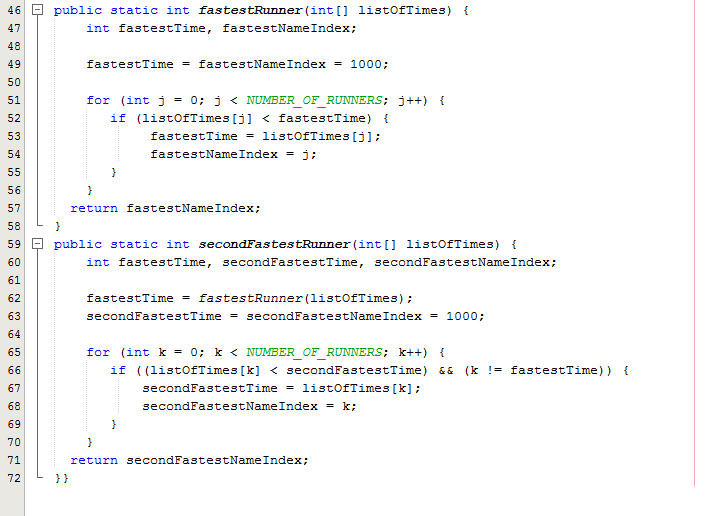 46 public static int fastestRunner(int[] listOfTimes) {
47     int fastestTime, fastestNameIndex;
48
49     fastestTime = fastestNameIndex = 1000;
50
51     for (int j = 0; j < NUMBER_OF_RUNNERS; j++) {
52        if (listOfTimes[j] < fastestTime) {
53             fastestTime = listOfTimes[j];
54             fastestNameIndex = j;
55        }
56     }
57   return fastestNameIndex;
58 }
59 public static int secondFastestRunner(int[] listOfTimes) {
60     int fastestTime, secondFastestTime, secondFastestNameIndex;
61
62     fastestTime = fastestRunner(listOfTimes);
63     secondFastestTime = secondFastestNameIndex = 1000;
64
65     for (int k = 0; k < NUMBER_OF_RUNNERS; k++) {
66        if ((listOfTimes[k] < secondFastestTime) && (k != fastestTime)) {
67            secondFastestTime = listOfTimes[k];
68            secondFastestNameIndex = k;
69        }
70     }
71   return secondFastestNameIndex;
72 }}